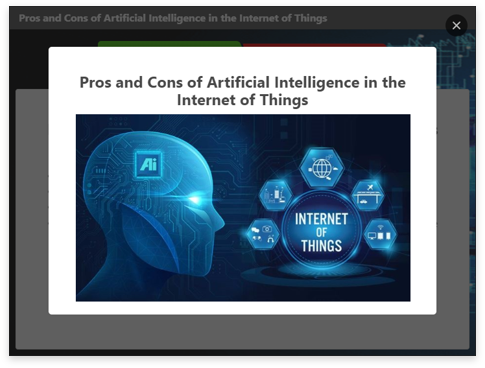 Pros and Cons of Artificial Intelligence in the Internet of Things
Pros and Cons of Artificial Intelligence in the
Internet of Things
Ai
INTERNET
OF
THINGS